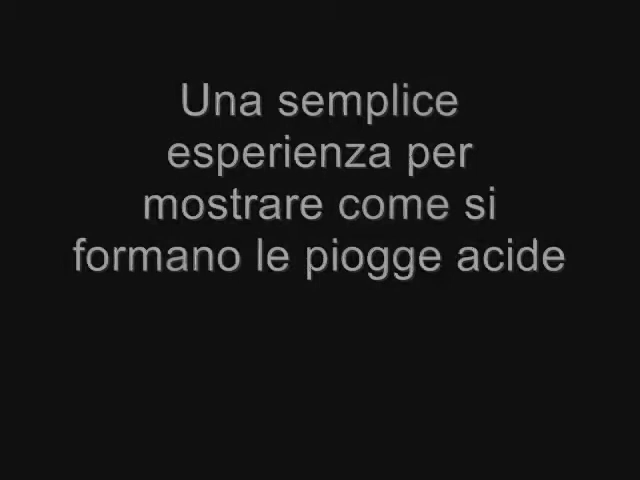 Una semplice
esperienza per
mostrare come si
formano le piogge acide